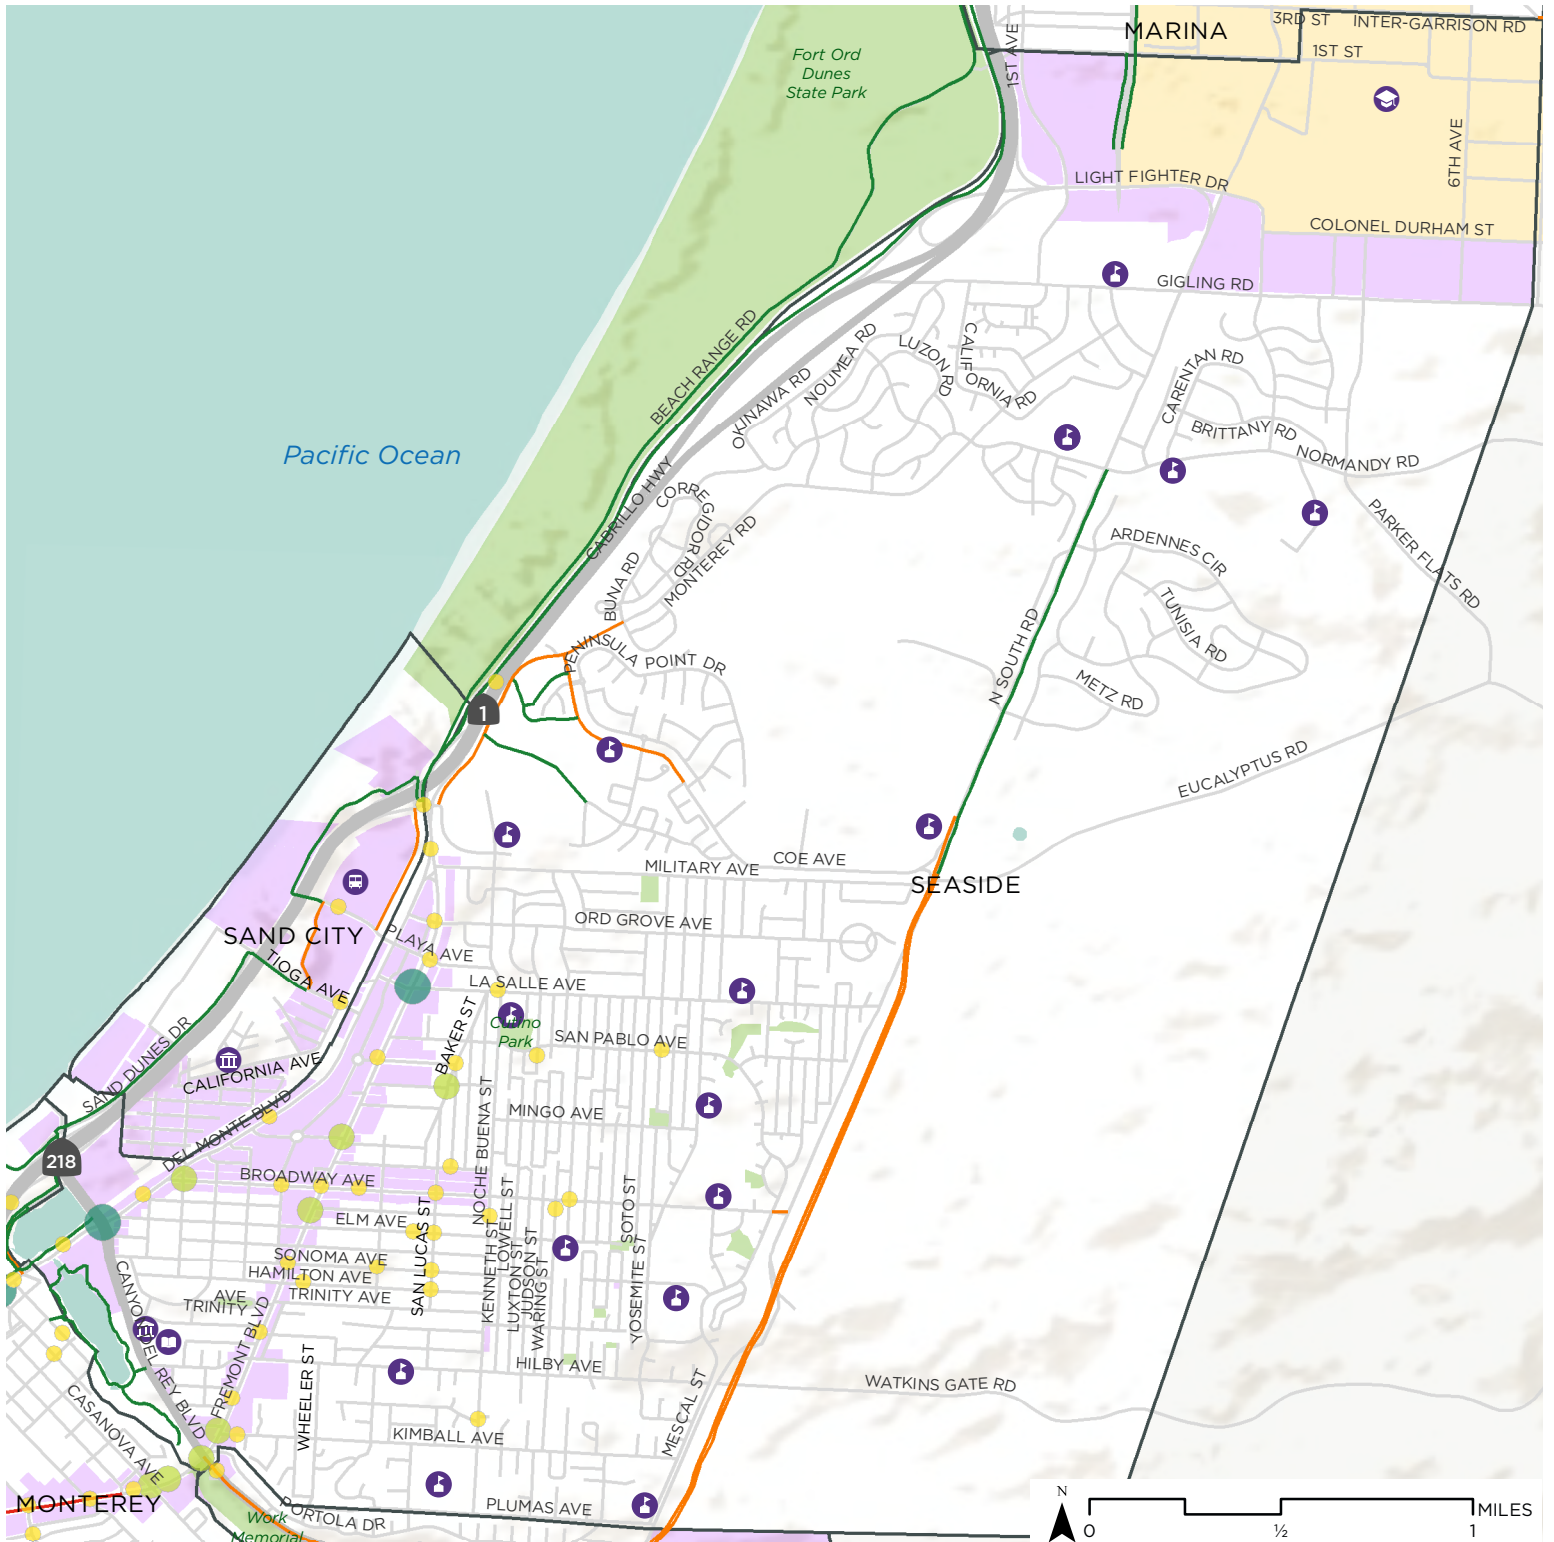 MARINA
3RD ST
INTER-GARRISON RD
1ST ST
1ST AVE
Fort Ord
Dunes
State Park
6TH AVE
LIGHT FIGHTER DR
COLONEL DURHAM ST
GIGLING RD
BEACH RANGE RD
NOUMEA RD
LUZON RD
CALIFORNIA RD
OKINAWA RD
CARENTAN RD
BRITTANY RD
NORMANDY RD
Pacific Ocean
CABRILLO HWY
CORREGIDOR RD
MONTEREY RD
BUNA RD
PARKER FLATS RD
ARDENNES CIR
TUNISIA RD
N SOUTH RD
PENINSULA POINT DR
METZ RD
1
EUCALYPTUS RD
MILITARY AVE
COE AVE
SEASIDE
ORD GROVE AVE
SAND CITY
PLAYA AVE
TIOGA AVE
LA SALLE AVE
BAKER ST
Cutino
Park
SAN PABLO AVE
SAND DUNES DR
CALIFORNIA AVE
DEL MONTE BLVD
NOCHE BUENA ST
MINGO AVE
218
BROADWAY AVE
ELM AVE
SAN LUCAS ST
LOWELL ST
SOTO ST
SONOMA AVE
HAMILTON AVE
TRINITY AVE
AVE
TRINITY
KENNETH ST
LUXTON ST
JUDSON ST
WARING ST
YOSEMITE ST
CANYON DEL REY BLVD
FREMONT BLVD
WHEELER ST
HILBY AVE
WATKINS GATE RD
MESCAL ST
CASANOVA AVE
KIMBALL AVE
MONTEREY
PLUMAS AVE
PORTOLA DR
Work
Memorial
N
0
½
1
MILES